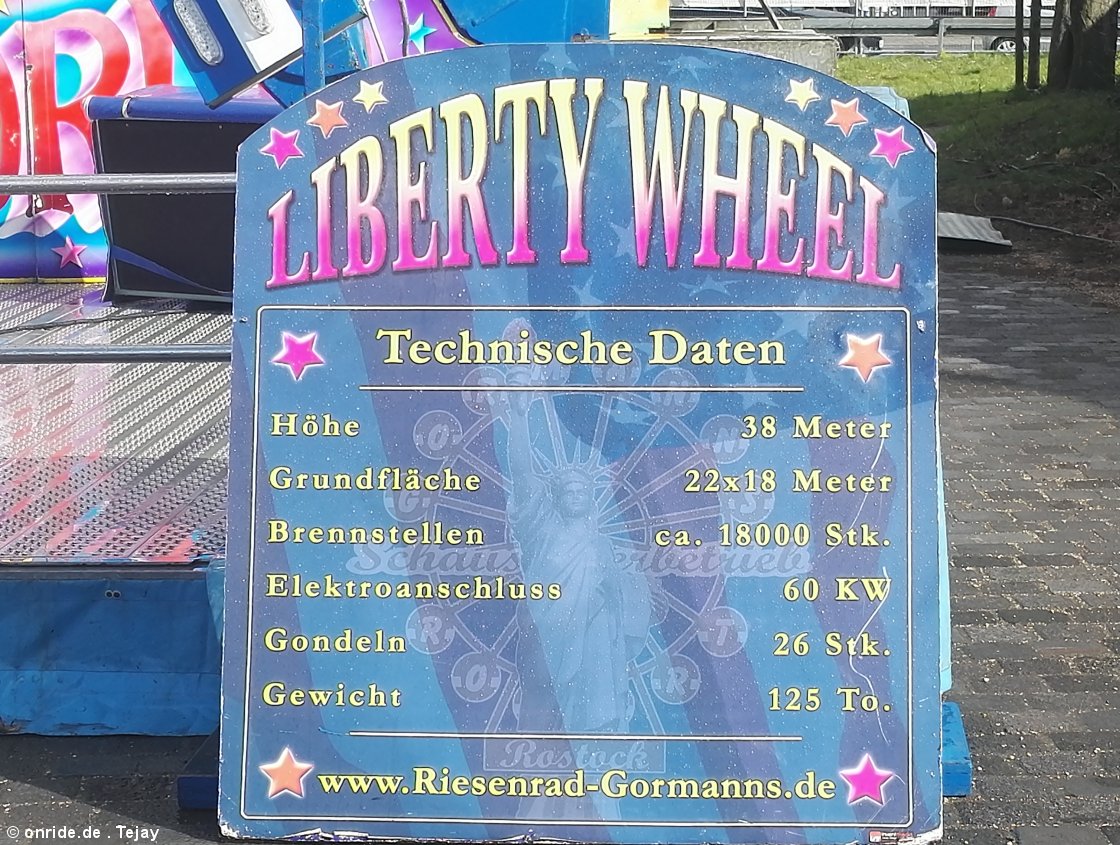 LIBERTY WHEEL
Technische Daten
Höhe 38 Meter
Grundfläche 22x18 Meter
Brennstellen ca. 18000 Stk.
Elektroanschluss 60 KW
Gondeln 26 Stk.
Gewicht 125 To.
Rostock
www.Riesenrad-Gormanns.de
© onride.de . Tejay